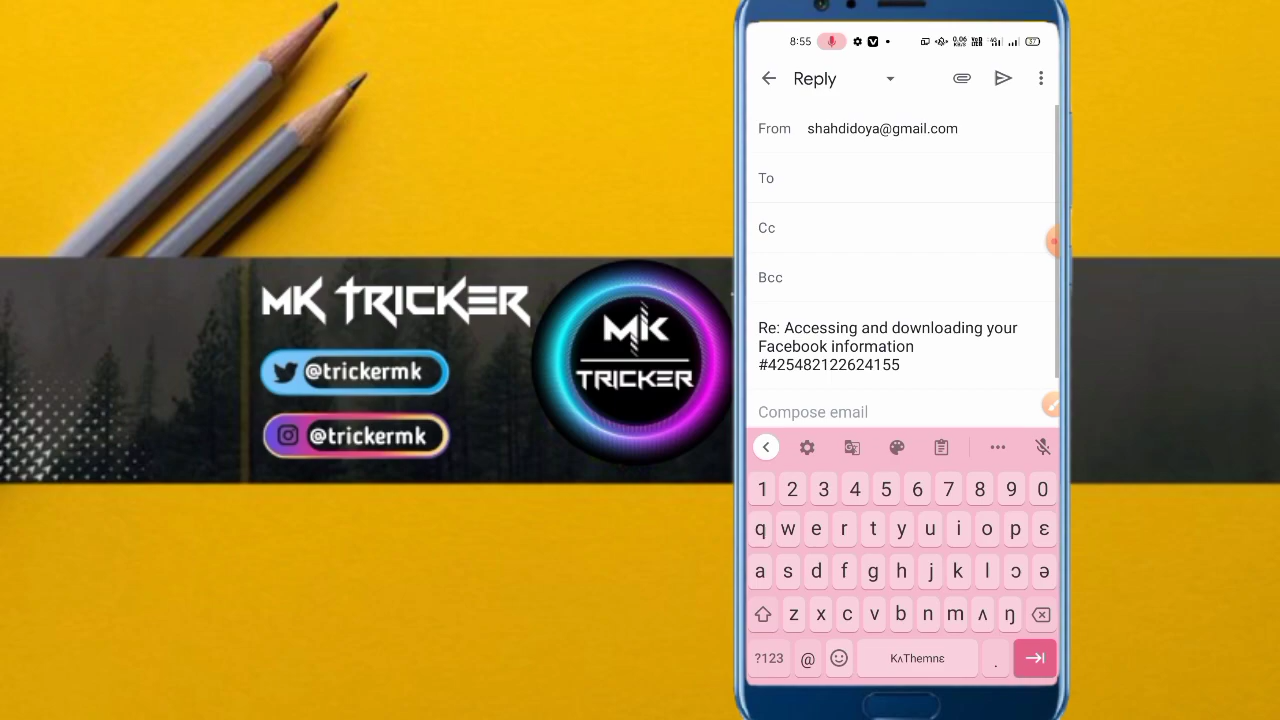 MK TRICKER
@trickermk
@trickermk
MK
TRICKER
8:55
Reply
From shahdidoya@gmail.com
To
Cc
Bcc
Re: Accessing and downloading your
Facebook information
#425482122624155
Compose email
1 2 3 4 5 6 7 8 9 0
q w e r t y u i o p ɛ
a s d f g h j k l ɔ ə
z x c v b n m ʌ ŋ
?123 @ KʌThemnɛ .